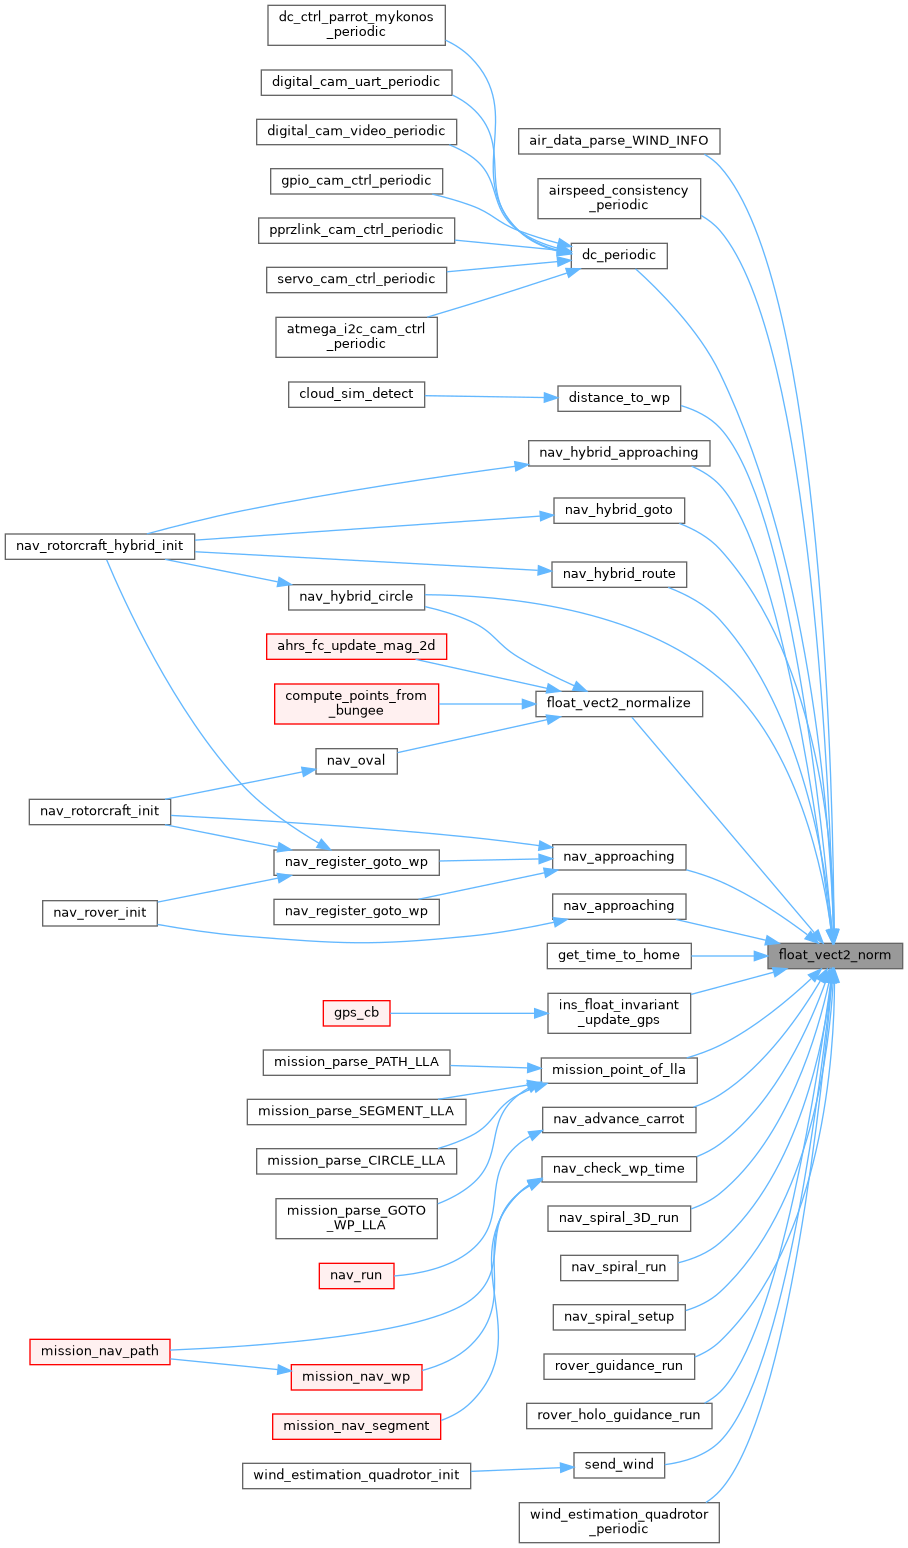 dc_ctrl_parrot_mykonos
_periodic
digital_cam_uart_periodic
digital_cam_video_periodic
air_data_parse_WIND_INFO
gpio_cam_ctrl_periodic
airspeed_consistency
_periodic
pprzlink_cam_ctrl_periodic
dc_periodic
servo_cam_ctrl_periodic
atmega_i2c_cam_ctrl
_periodic
cloud_sim_detect
distance_to_wp
nav_hybrid_approaching
nav_hybrid_goto
nav_rotorcraft_hybrid_init
nav_hybrid_route
nav_hybrid_circle
ahrs_fc_update_mag_2d
compute_points_from
_bungee
float_vect2_normalize
nav_oval
nav_rotorcraft_init
nav_register_goto_wp
nav_approaching
nav_rover_init
nav_register_goto_wp
nav_approaching
get_time_to_home
float_vect2_norm
gps_cb
ins_float_invariant
_update_gps
mission_parse_PATH_LLA
mission_point_of_lla
mission_parse_SEGMENT_LLA
nav_advance_carrot
mission_parse_CIRCLE_LLA
nav_check_wp_time
mission_parse_GOTO
_WP_LLA
nav_spiral_3D_run
nav_run
nav_spiral_run
nav_spiral_setup
mission_nav_path
rover_guidance_run
mission_nav_wp
rover_holo_guidance_run
mission_nav_segment
send_wind
wind_estimation_quadrotor_init
wind_estimation_quadrotor
_periodic